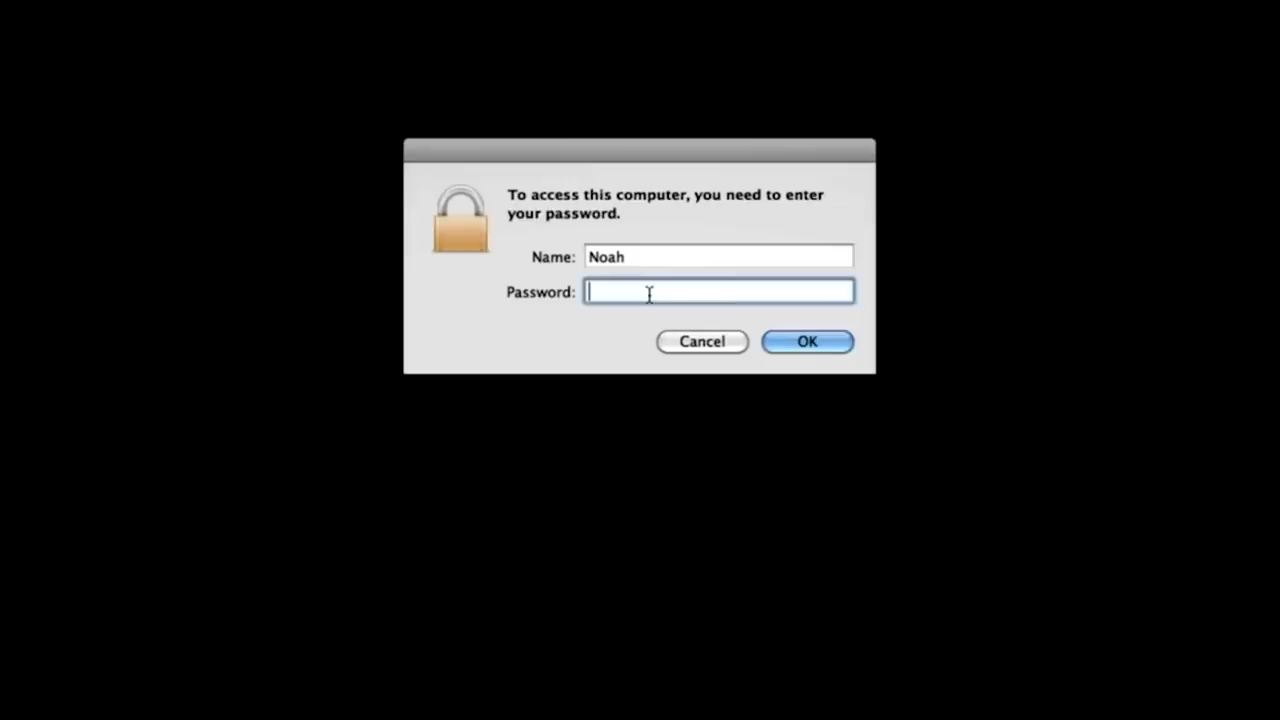 To access this computer, you need to enter
your password.
Name: Noah
Password:
Cancel OK